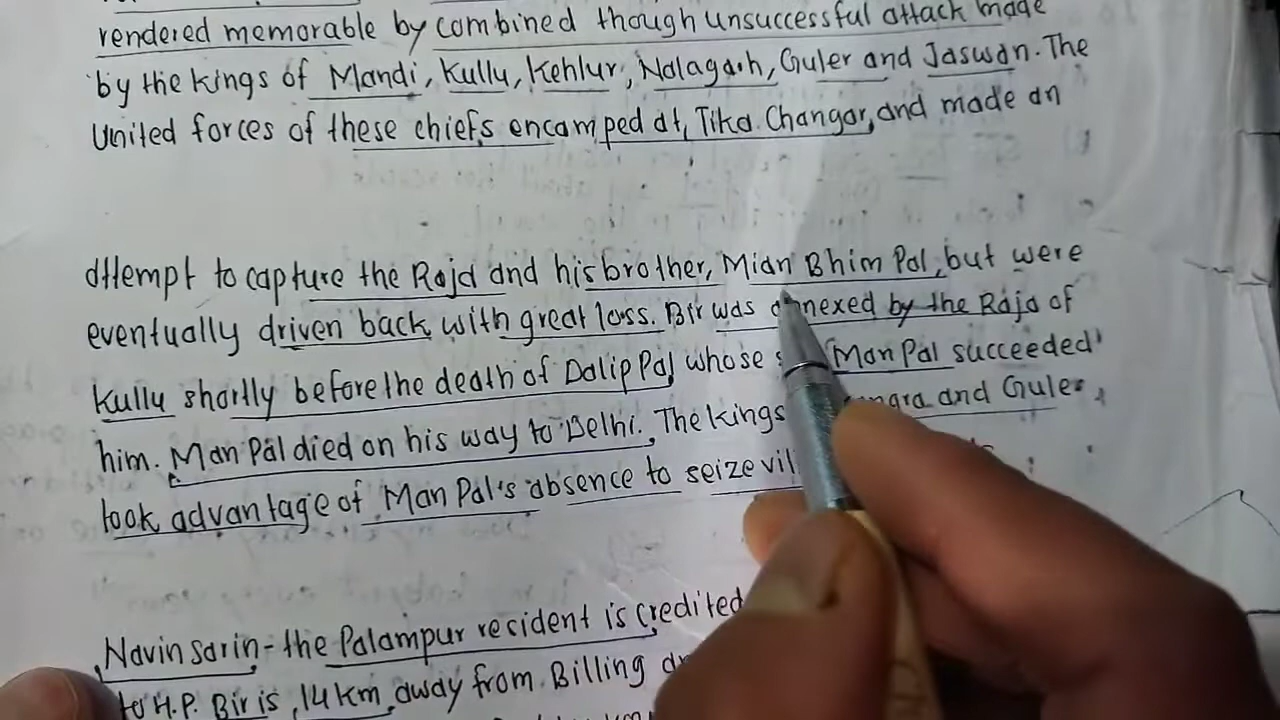 rendered memorable by combined though unsuccessful attack made
by the kings of Mandi, Kullu, Kehlur, Nalagarh, Guler and Jaswan. The
United forces of these chiefs encamped at, Tika Changar, and made an
attempt to capture the Raja and his brother, Mian Bhim Pal, but were
eventually driven back with great loss. Bir was annexed by the Raja of
Kullu shortly before the death of Dalip Pal whose Man Pal succeeded
him. Man Pal died on his way to Delhi. The kings and Guler
took advantage of Man Pal's absence to seize
Navin sarin - the Palampur resident is credited
to H.P. Bir is 14 km away from Billing